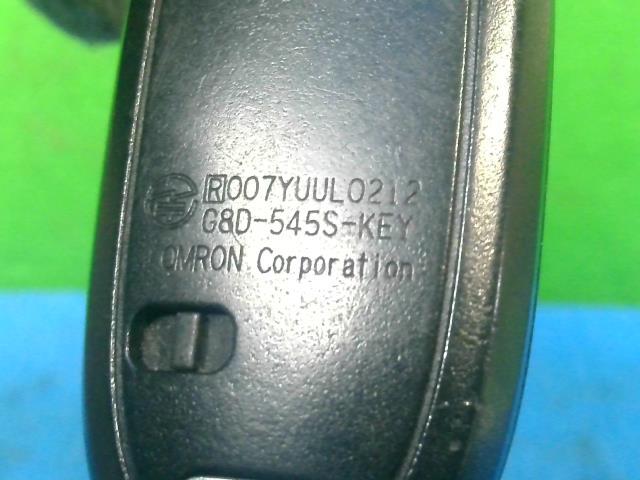 R007YUUL0212
G8D-545S-KEY
OMRON Corporation